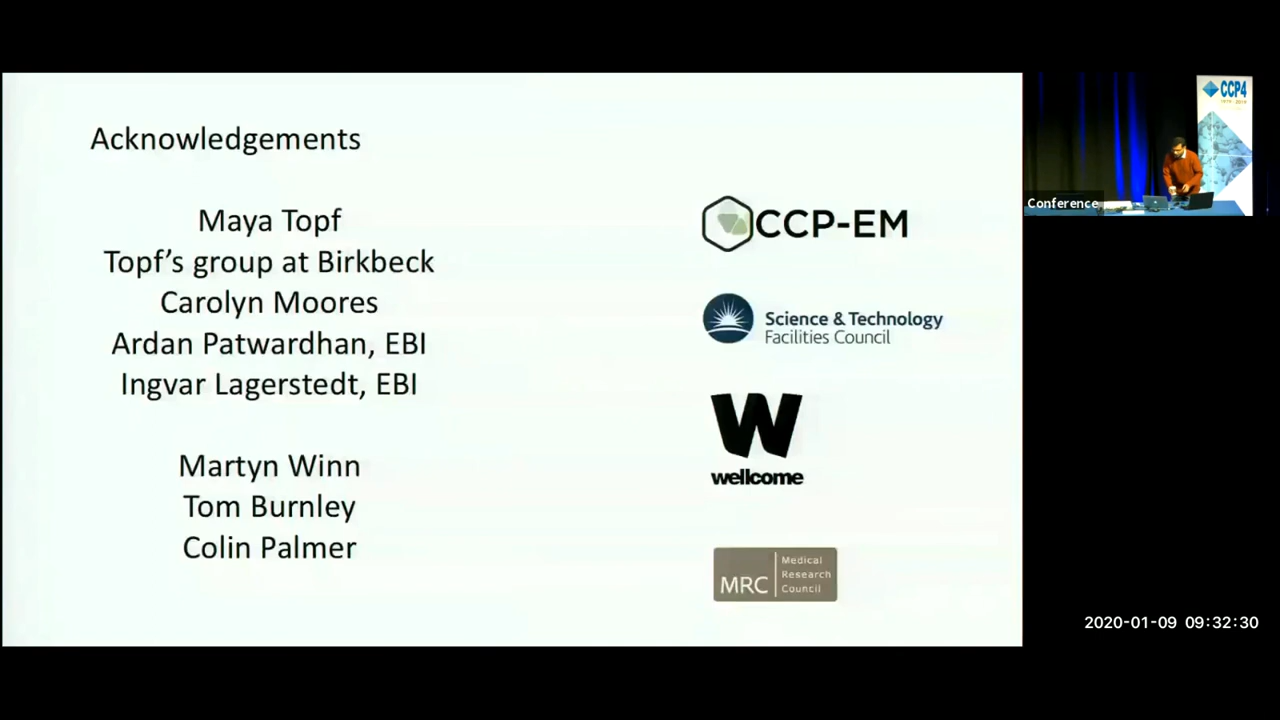 Acknowledgements
Maya Topf
Topf's group at Birkbeck
Carolyn Moores
Ardan Patwardhan, EBI
Ingvar Lagerstedt, EBI
Martyn Winn
Tom Burnley
Colin Palmer
CCP-EM
Science & Technology
Facilities Council
W
wellcome
MRC
Medical
Research
Council
CCP4
Conference
2020-01-09 09:32:30